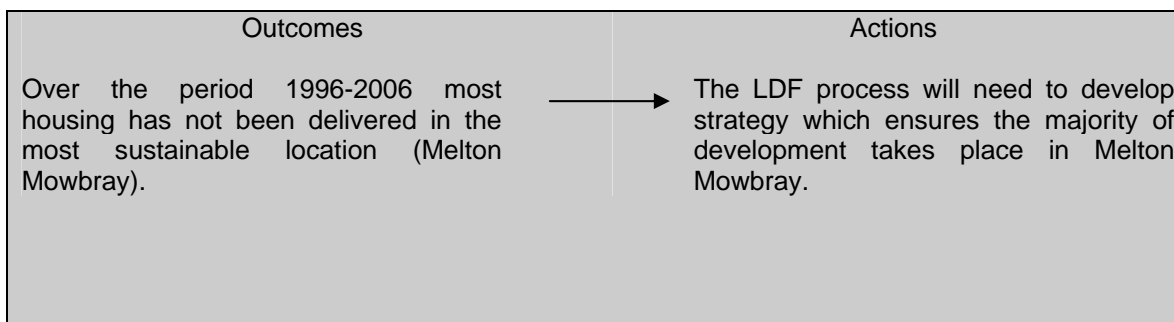 Outcomes
Over the period 1996-2006 most
housing has not been delivered in the
most sustainable location (Melton
Mowbray).
Actions
The LDF process will need to develop
strategy which ensures the majority of
development takes place in Melton
Mowbray.